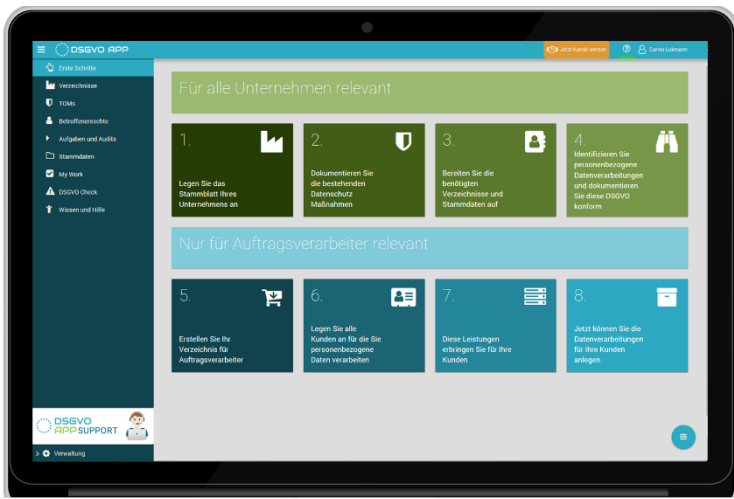 DSGVO APP
Jetzt Kunde werden
Carina Lukmann
Erste Schritte
Verzeichnisse
TOMs
Betroffenenrechte
Aufgaben und Audits
Stammdaten
My Work
DSGVO Check
Wissen und Hilfe
Für alle Unternehmen relevant
1.
Legen Sie das
Stammblatt Ihres
Unternehmens an
2.
Dokumentieren Sie
die bestehenden
Datenschutz
Maßnahmen
3.
Bereiten Sie die
benötigten
Verzeichnisse und
Stammdaten auf
4.
Identifizieren Sie
personenbezogene
Datenverarbeitungen
und dokumentieren
Sie diese DSGVO
konform
Nur für Auftragsverarbeiter relevant
5.
Erstellen Sie Ihr
Verzeichnis für
Auftragsverarbeiter
6.
Legen Sie alle
Kunden an für die Sie
personenbezogene
Daten verarbeiten
7.
Diese Leistungen
erbringen Sie für Ihre
Kunden
8.
Jetzt können Sie die
Datenverarbeitungen
für Ihre Kunden
anlegen
DSGVO
APP SUPPORT
Verwaltung